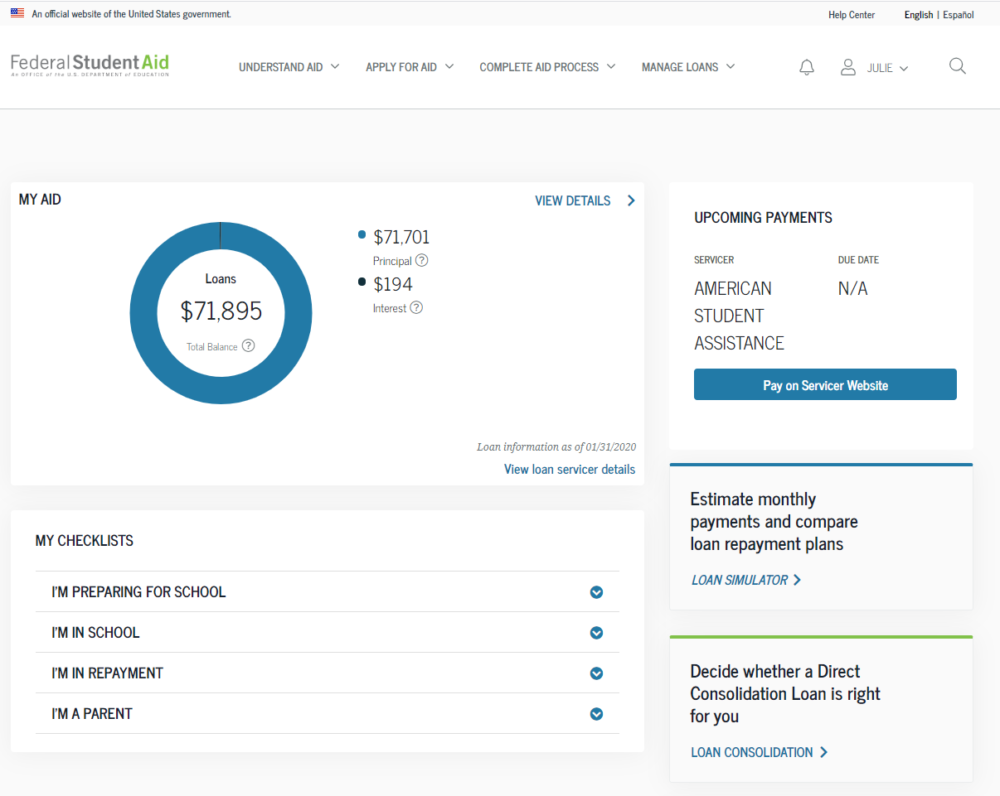 An official website of the United States government.
Help Center
English | Español
Federal Student Aid
An OFFICE of the U.S. DEPARTMENT of EDUCATION
UNDERSTAND AID
APPLY FOR AID
COMPLETE AID PROCESS
MANAGE LOANS
JULIE
MY AID
VIEW DETAILS
Loans
$71,895
Total Balance ?
$71,701
Principal ?
$194
Interest ?
Loan information as of 01/31/2020
View loan servicer details
MY CHECKLISTS
I'M PREPARING FOR SCHOOL
I'M IN SCHOOL
I'M IN REPAYMENT
I'M A PARENT
UPCOMING PAYMENTS
SERVICER
DUE DATE
AMERICAN
N/A
STUDENT
ASSISTANCE
Pay on Servicer Website
Estimate monthly
payments and compare
loan repayment plans
LOAN SIMULATOR
Decide whether a Direct
Consolidation Loan is right
for you
LOAN CONSOLIDATION